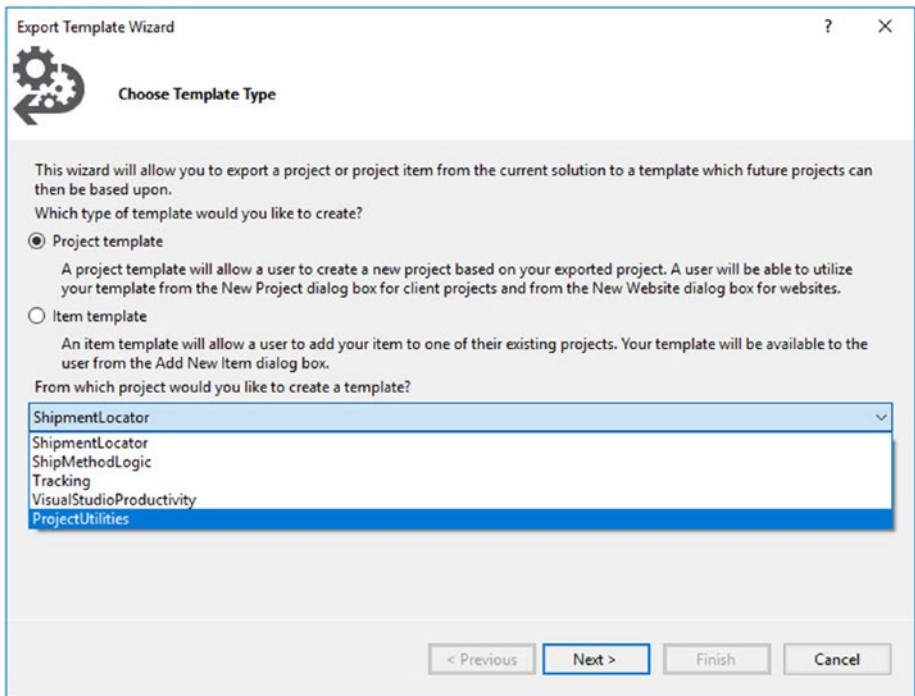 Export Template Wizard
?
Choose Template Type
This wizard will allow you to export a project or project item from the current solution to a template which future projects can
then be based upon.
Which type of template would you like to create?
Project template
A project template will allow a user to create a new project based on your exported project. A user will be able to utilize
your template from the New Project dialog box for client projects and from the New Website dialog box for websites.
Item template
An item template will allow a user to add your item to one of their existing projects. Your template will be available to the
user from the Add New Item dialog box.
From which project would you like to create a template?
ShipmentLocator
ShipmentLocator
ShipMethodLogic
Tracking
VisualStudioProductivity
ProjectUtilities
< Previous
Next >
Finish
Cancel